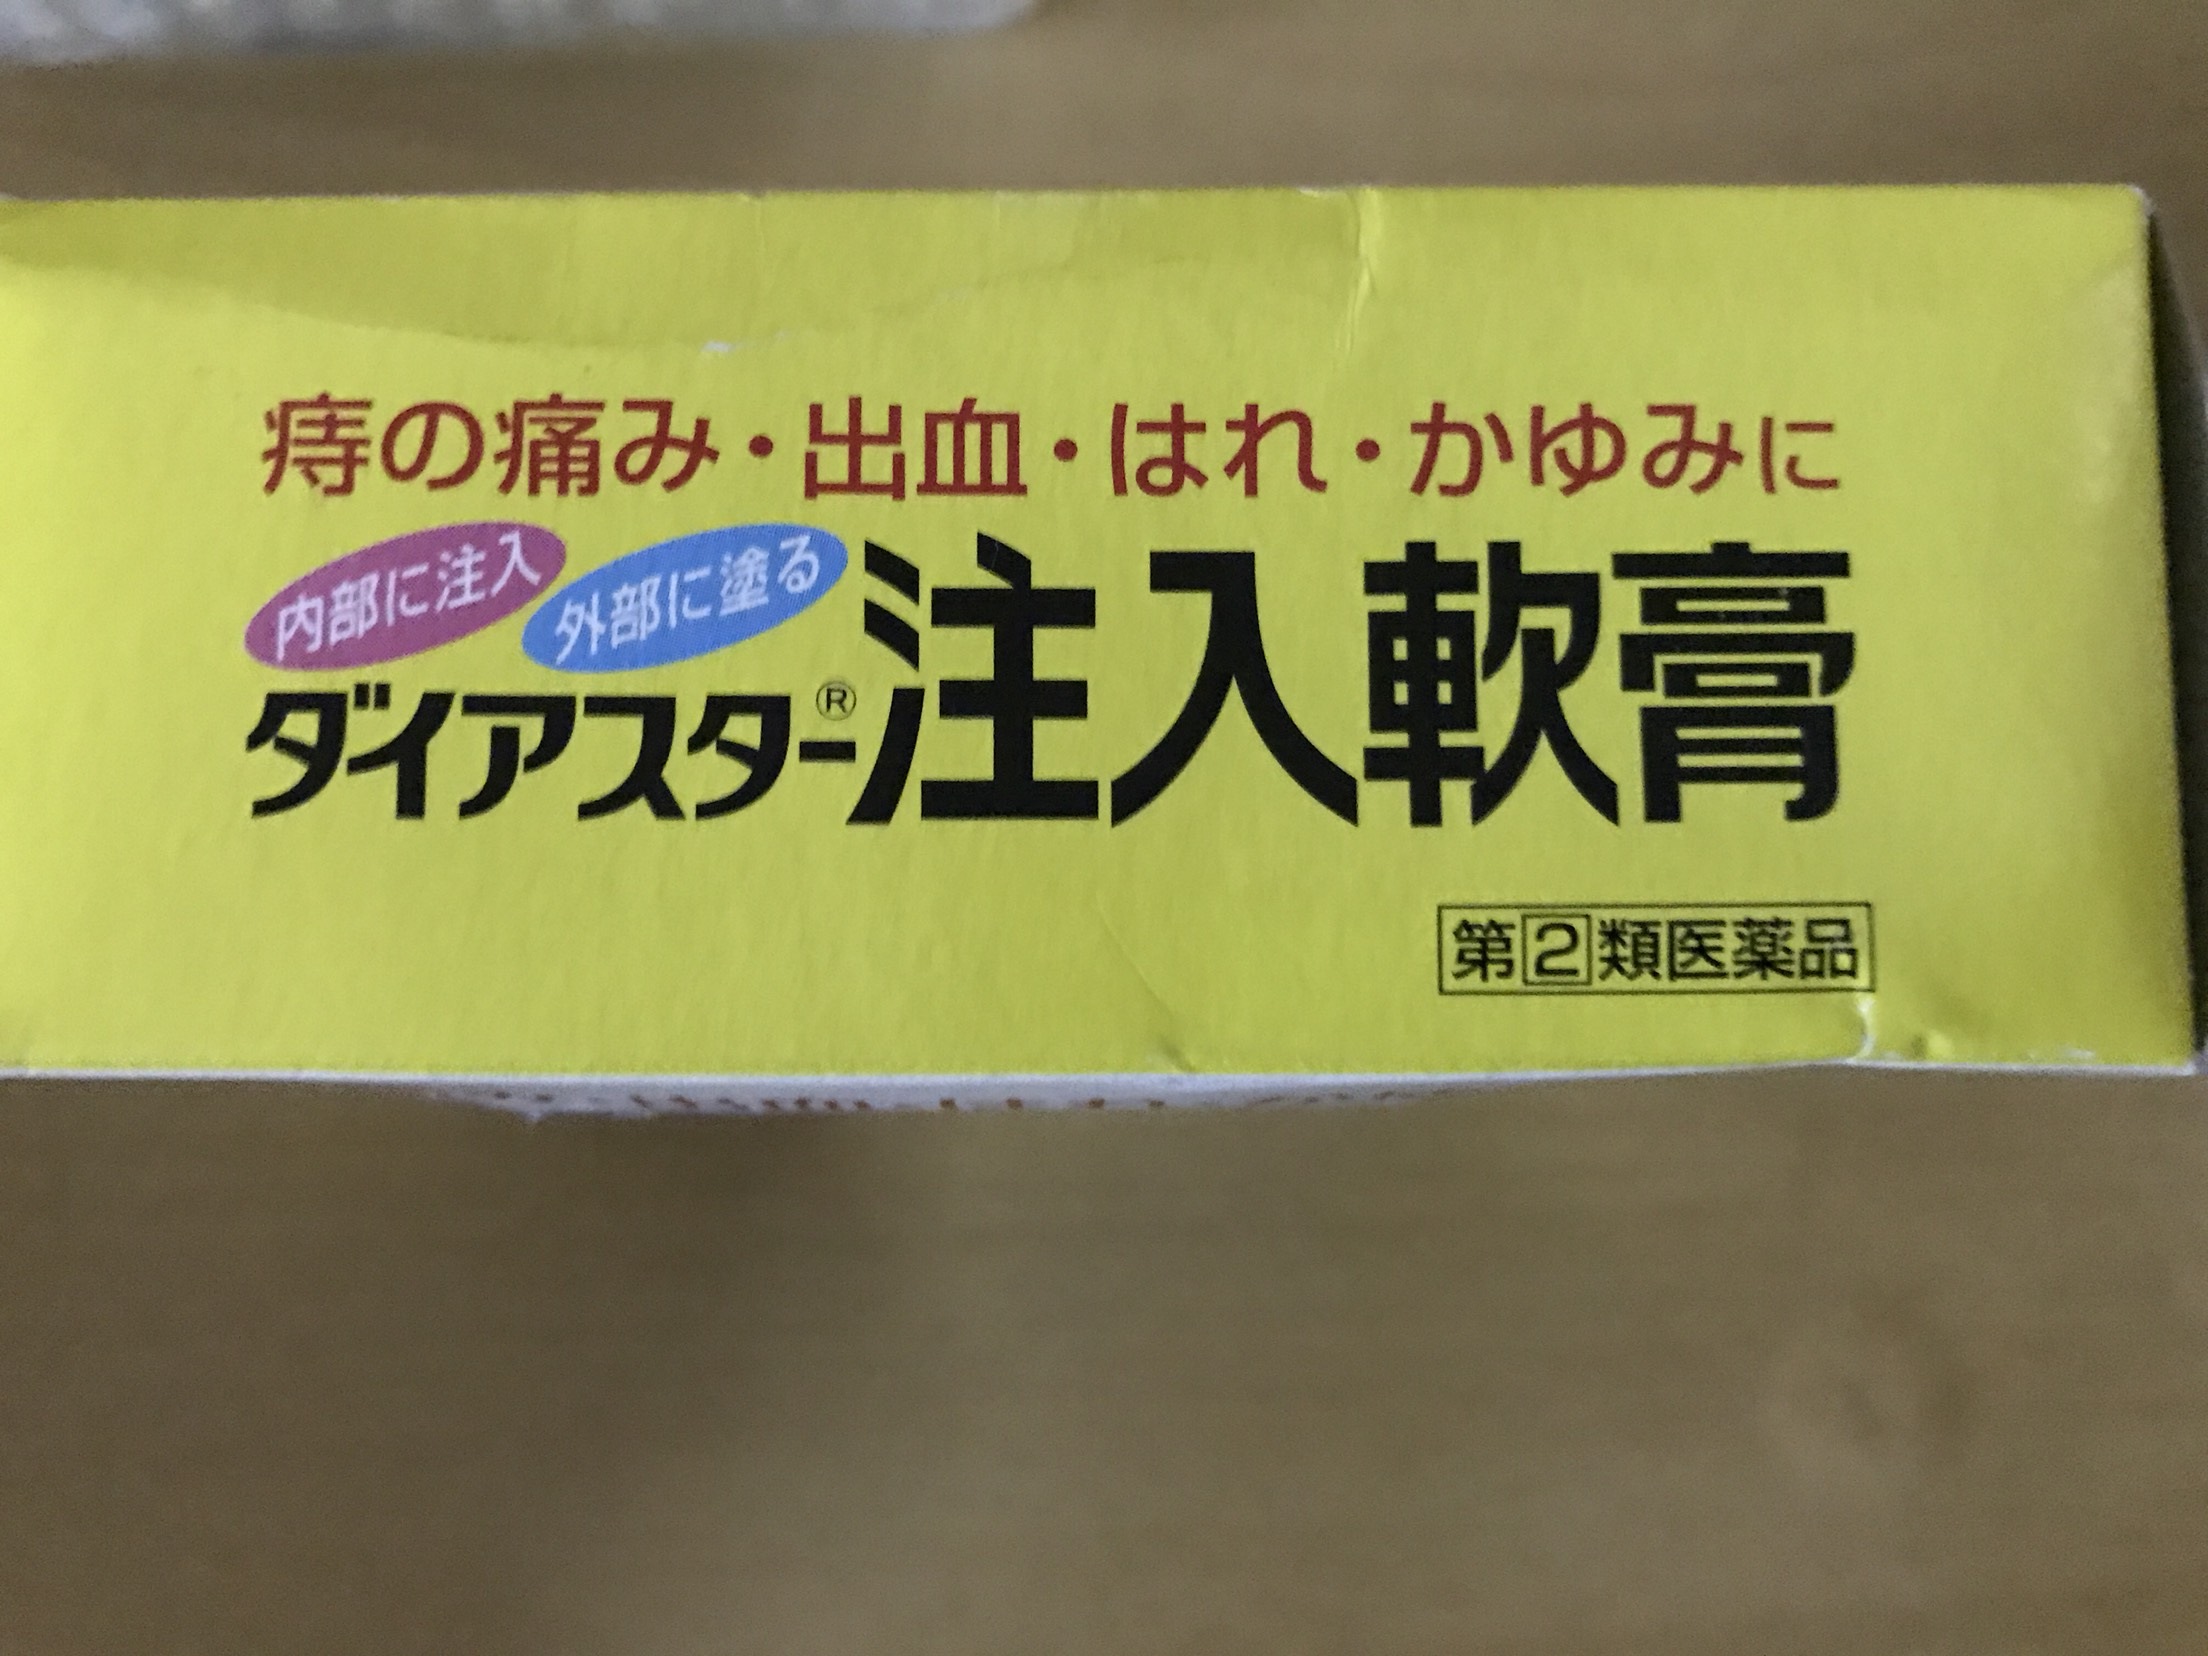 痔の痛み・出血・はれ・かゆみに
内部に注入 外部に塗る
ダイアスター®注入軟膏
第②類医薬品